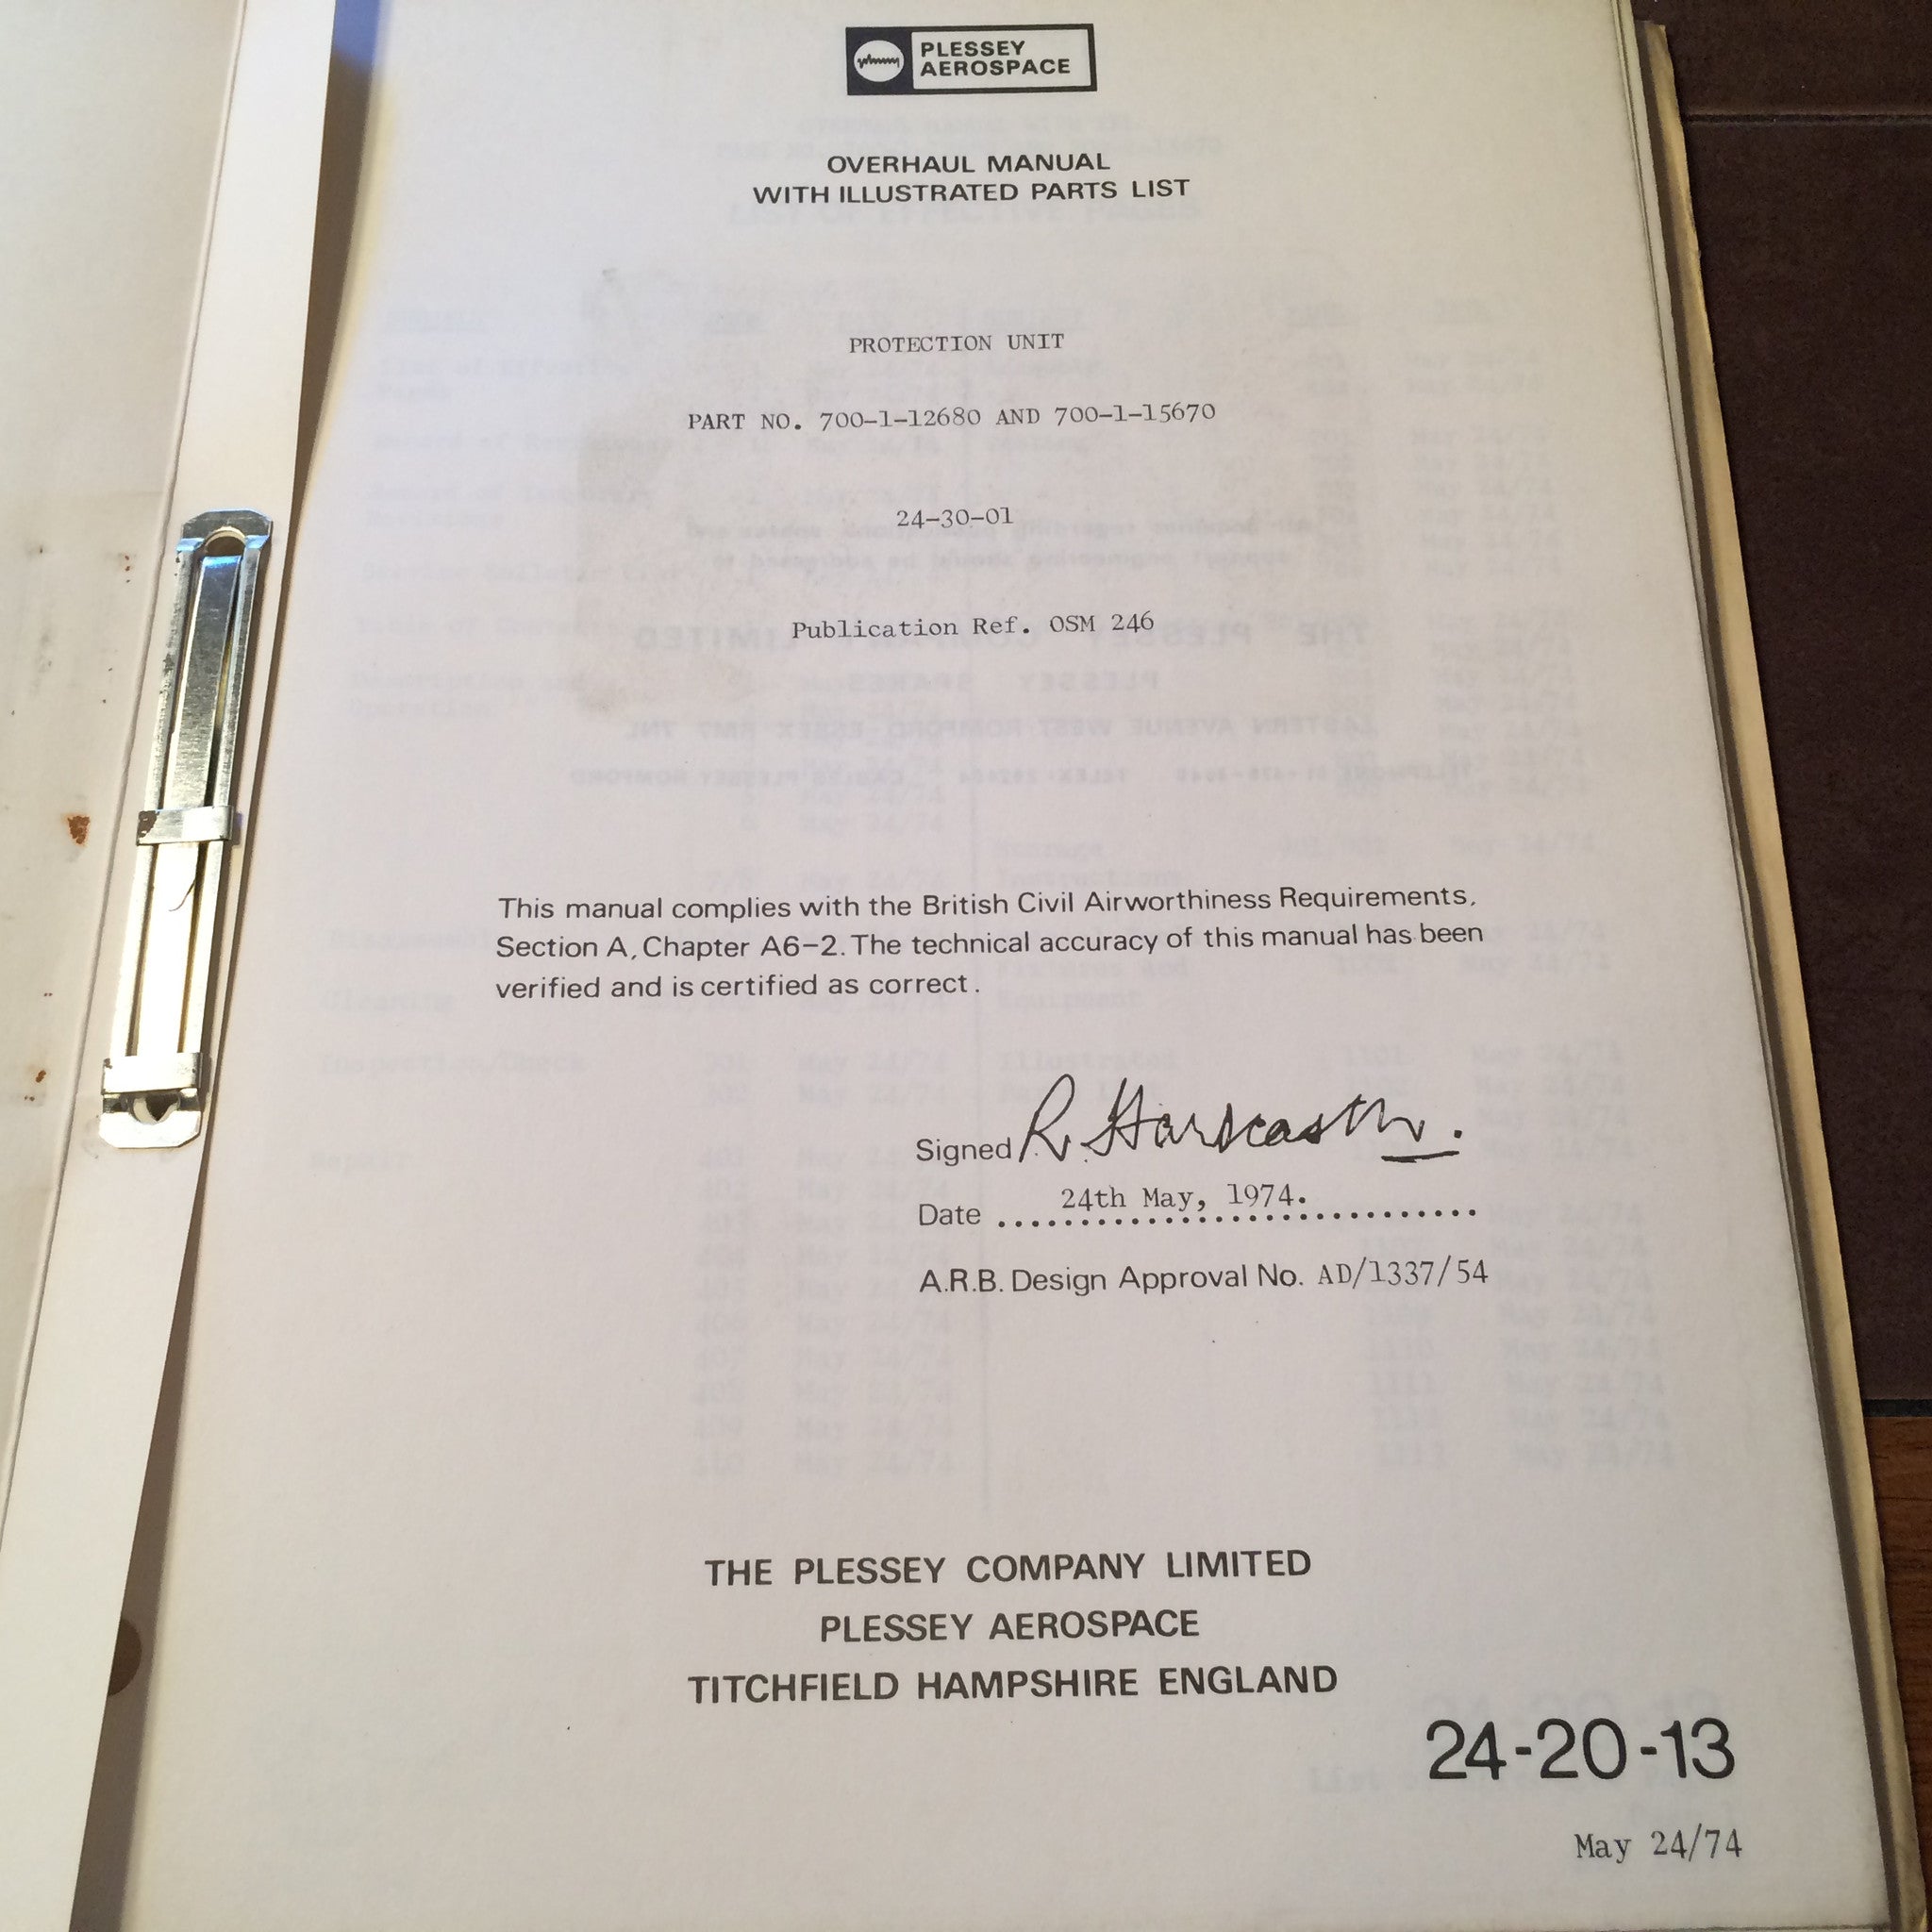 PLESSEY
AEROSPACE
OVERHAUL MANUAL
WITH ILLUSTRATED PARTS LIST
PROTECTION UNIT
PART NO. 700-1-12680 AND 700-1-15670
24-30-01
Publication Ref. OSM 246
This manual complies with the British Civil Airworthiness Requirements,
Section A, Chapter A6-2. The technical accuracy of this manual has been
verified and is certified as correct.
Signed R. Hardcastle.
Date 24th May, 1974.
A.R.B. Design Approval No. AD/1337/54
THE PLESSEY COMPANY LIMITED
PLESSEY AEROSPACE
TITCHFIELD HAMPSHIRE ENGLAND
24-20-13
May 24/74